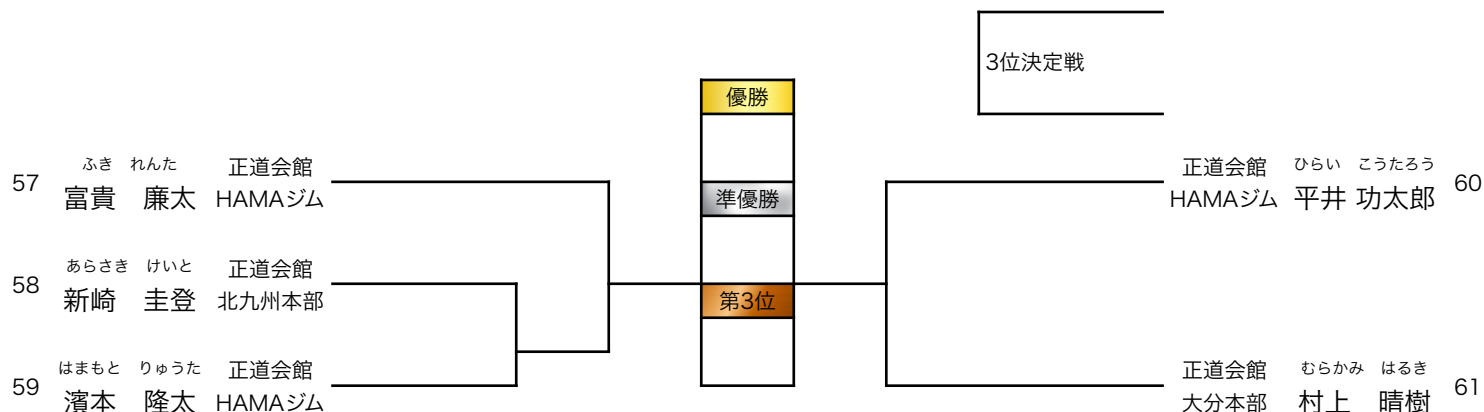 3位決定戦
優勝
準優勝
第3位
57
ふき れんた
富貴 廉太
正道会館
HAMAジム
58
あらさき けいと
新崎 圭登
正道会館
北九州本部
59
はまもと りゅうた
濱本 隆太
正道会館
HAMAジム
正道会館
HAMAジム
ひらい こうたろう
平井 功太郎
60
正道会館
大分本部
むらかみ はるき
村上 晴樹
61